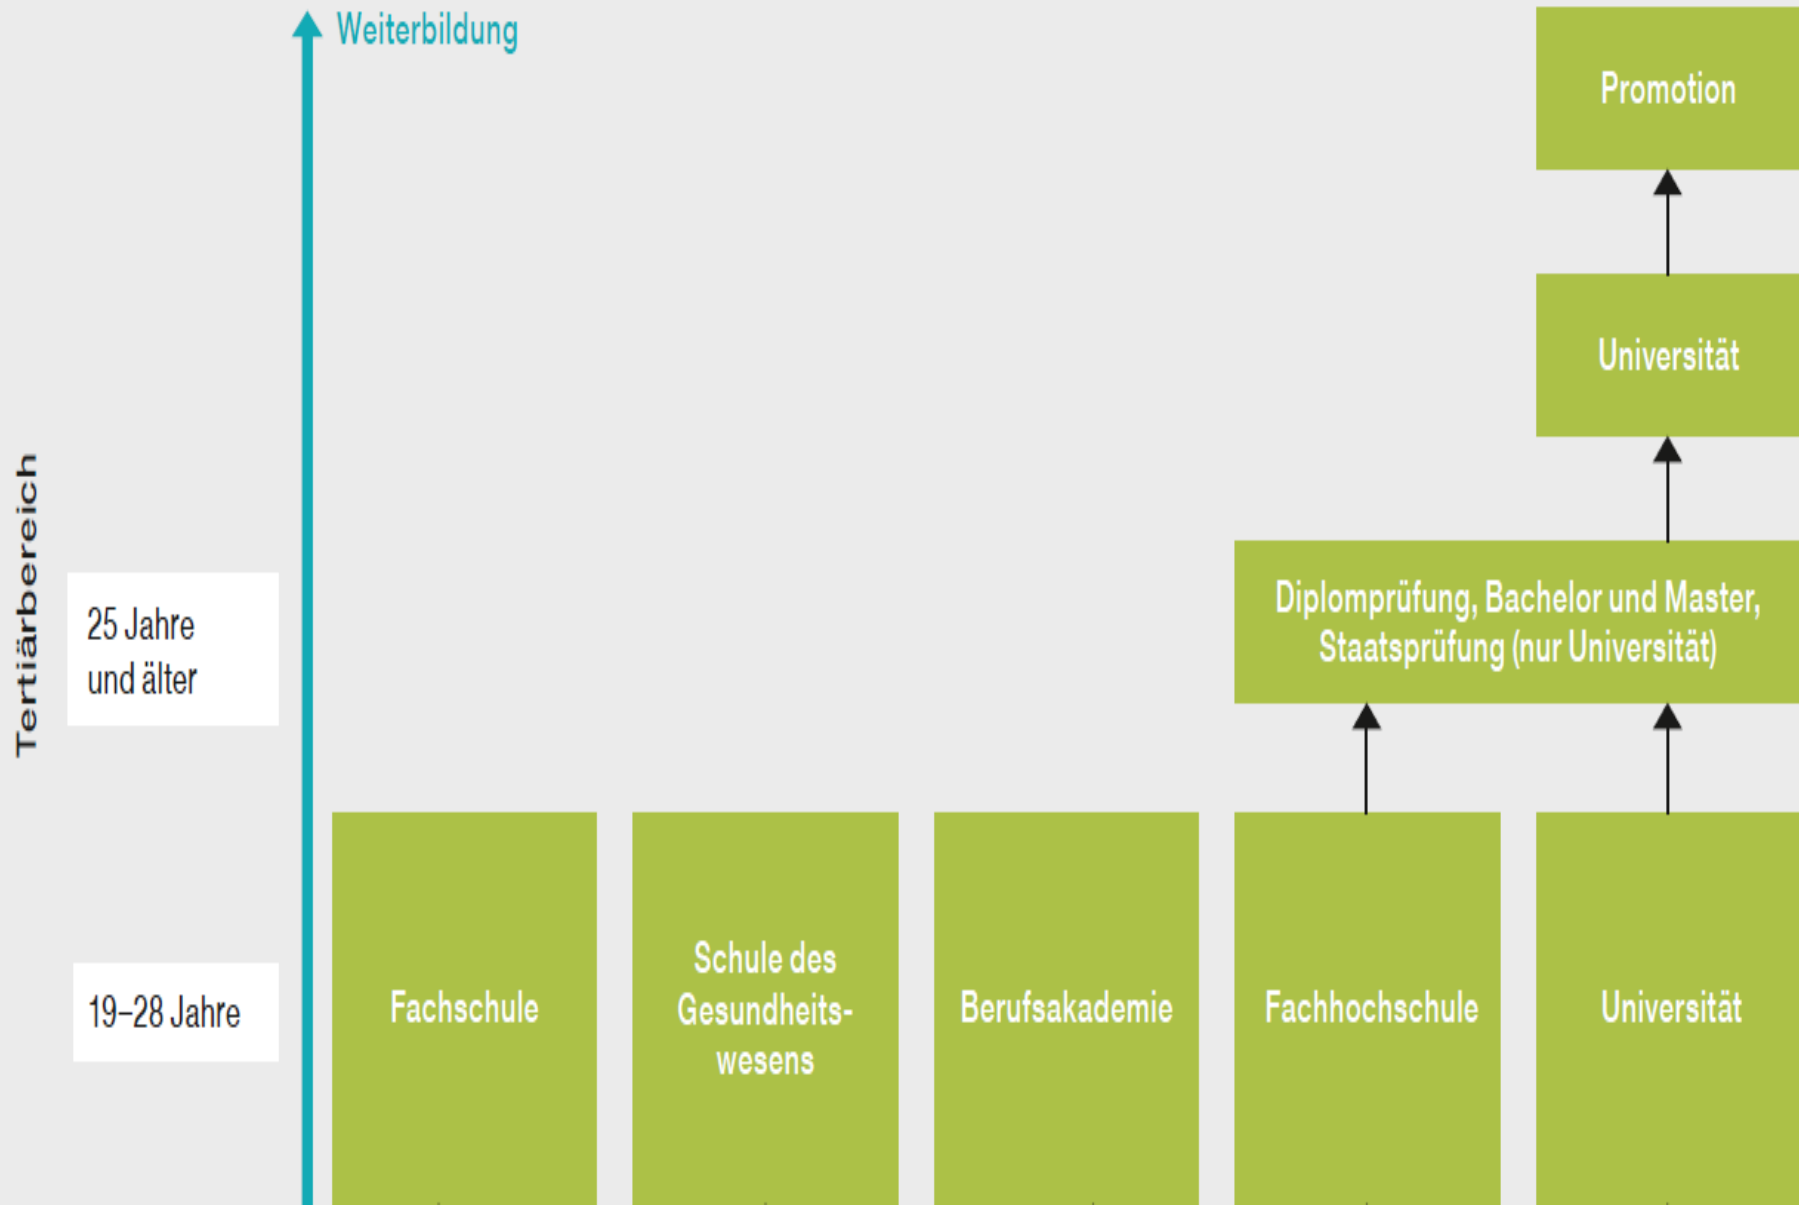 Weiterbildung
Promotion
Universität
Tertiärbereich
25 Jahre
und älter
Diplomprüfung, Bachelor und Master,
Staatsprüfung (nur Universität)
19–28 Jahre
Fachschule
Schule des
Gesundheits-
wesens
Berufsakademie
Fachhochschule
Universität